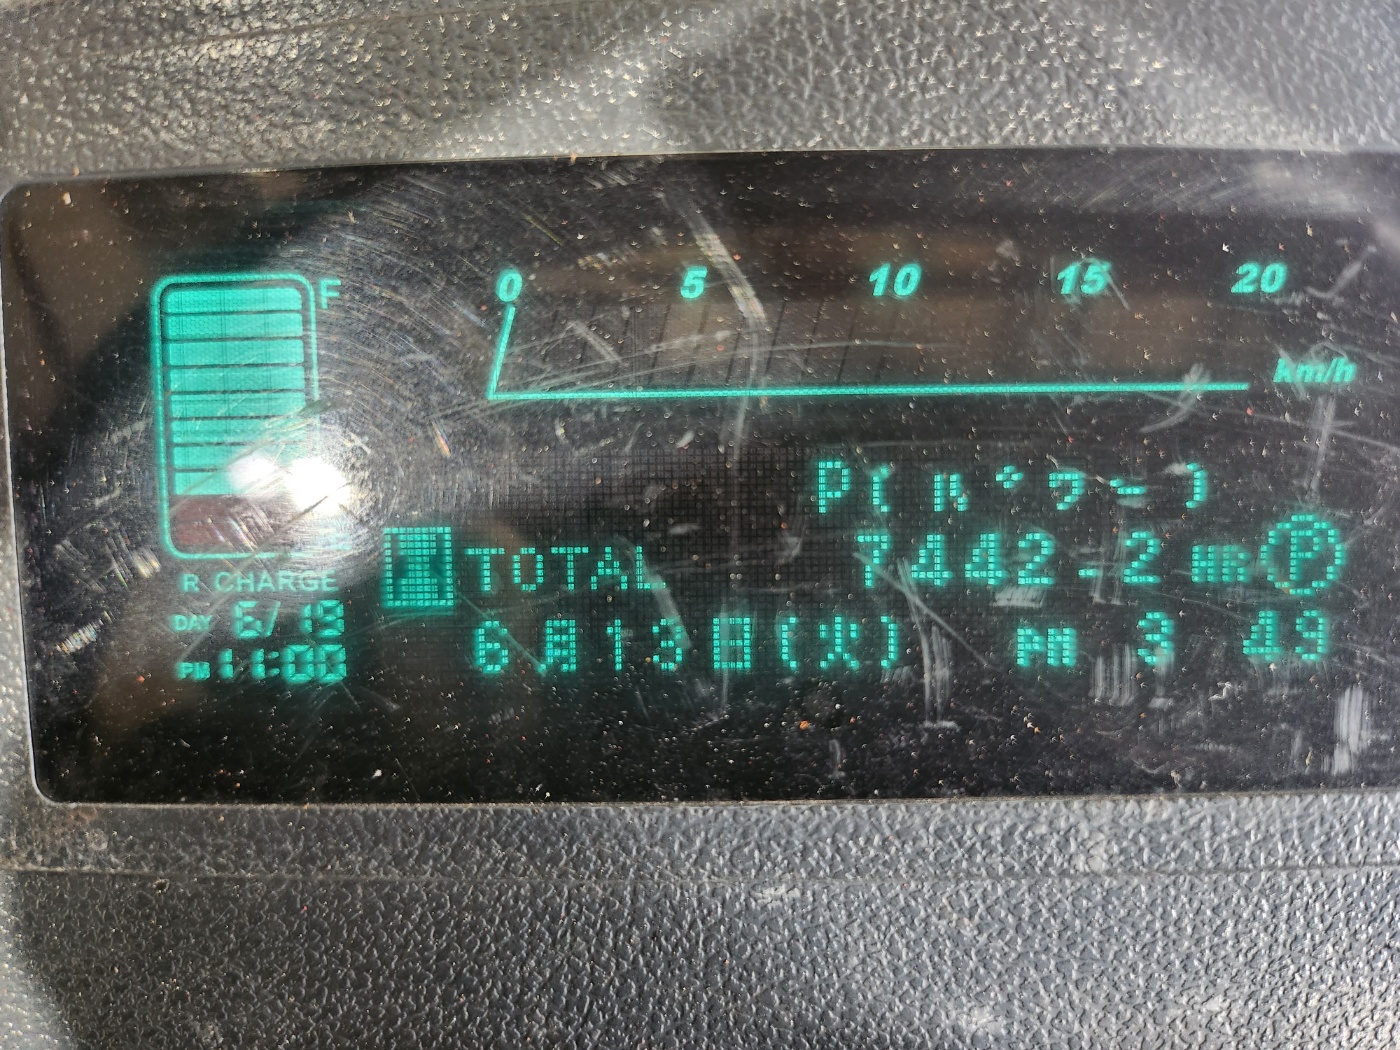 F
0 5 10 15 20
km/h
P(パワー)
TOTAL 7442.2 HR P
R CHARGE
DAY 6/19
6月13日(火) PM 3 49
PM 11:00